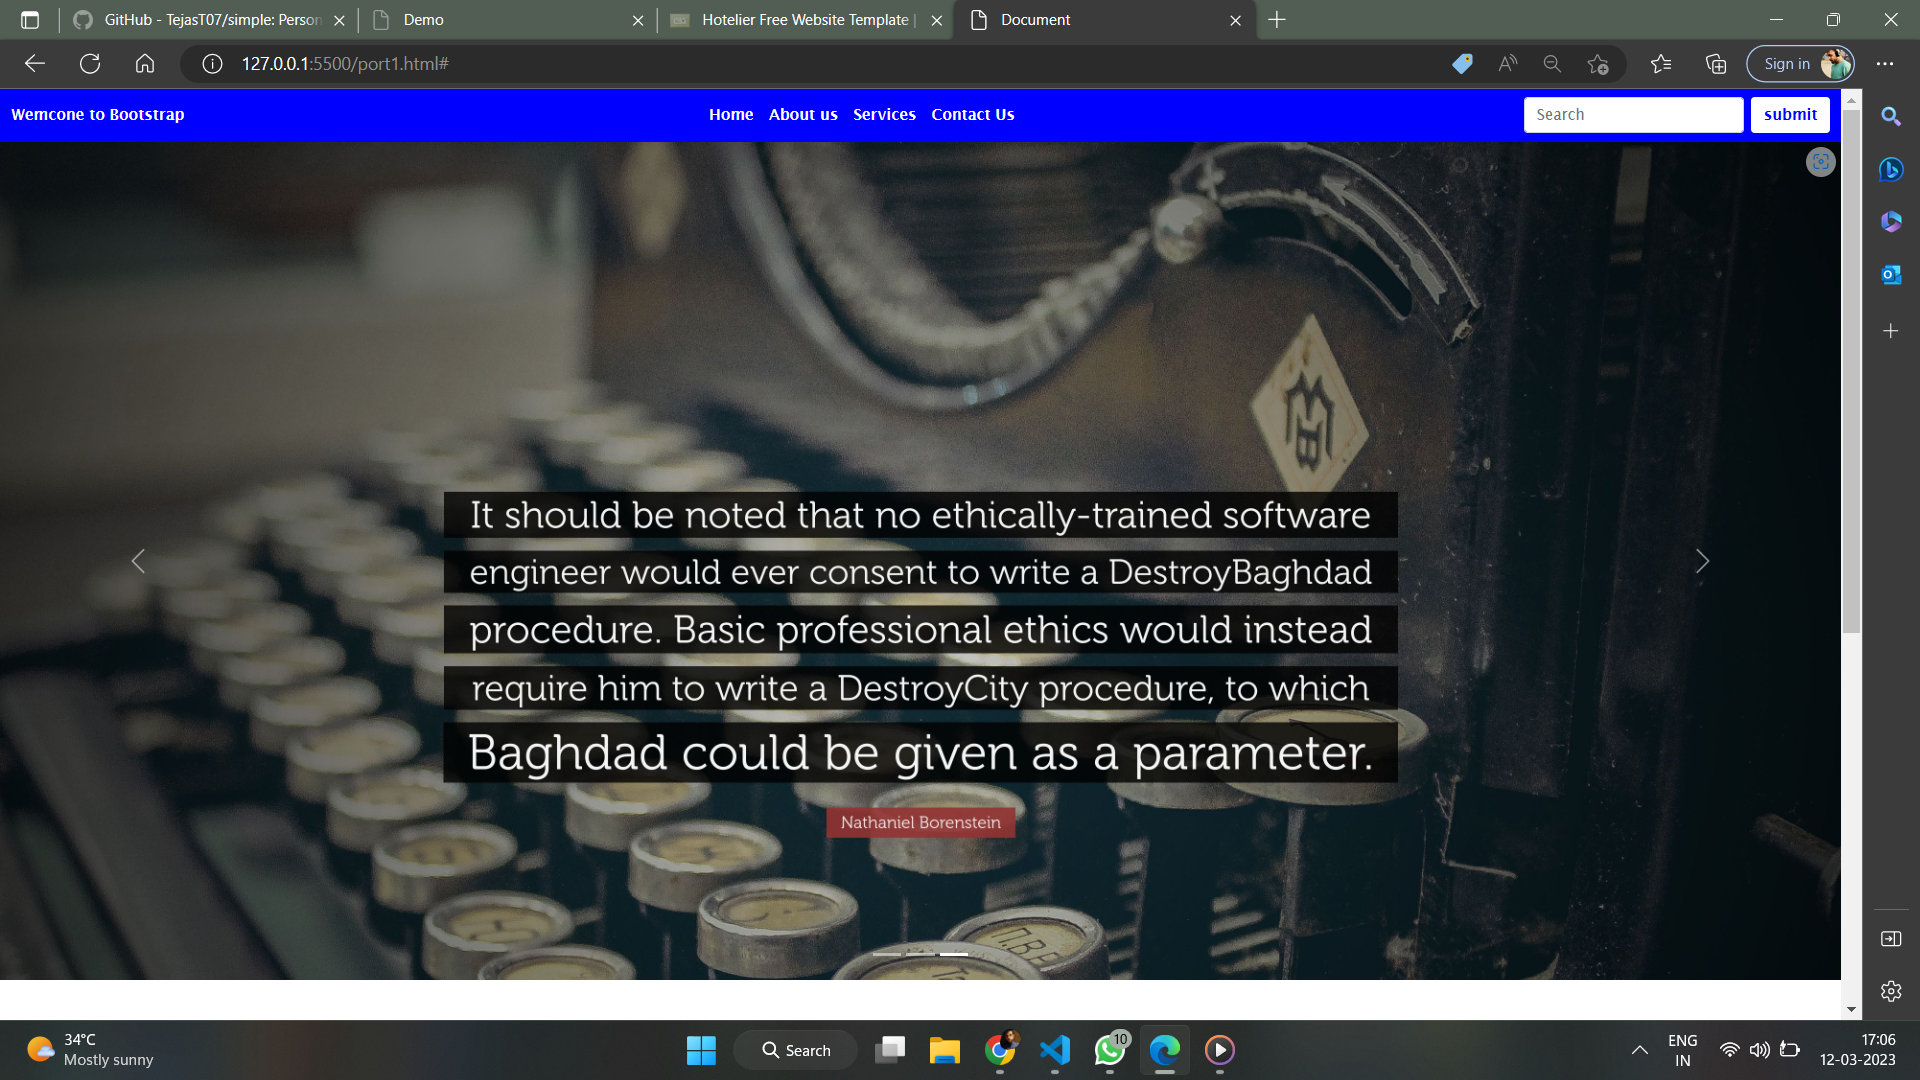 GitHub - TejasT07/simple: Person
Demo
Hotelier Free Website Template |
Document
127.0.0.1:5500/port1.html#
Sign in
Wemcone to Bootstrap
Home About us Services Contact Us
Search
submit
It should be noted that no ethically-trained software
engineer would ever consent to write a DestroyBaghdad
procedure. Basic professional ethics would instead
require him to write a DestroyCity procedure, to which
Baghdad could be given as a parameter.
Nathaniel Borenstein
34°C
Mostly sunny
Search
10
ENG
IN
17:06
12-03-2023